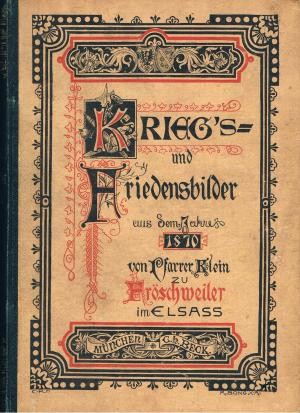 KRIEG'S=
und
Friedensbilder
aus dem Jahre
1870
von Pfarrer Klein
ZU
Fröschweiler
im ELSASS
MÜNCHEN C.H. BECK